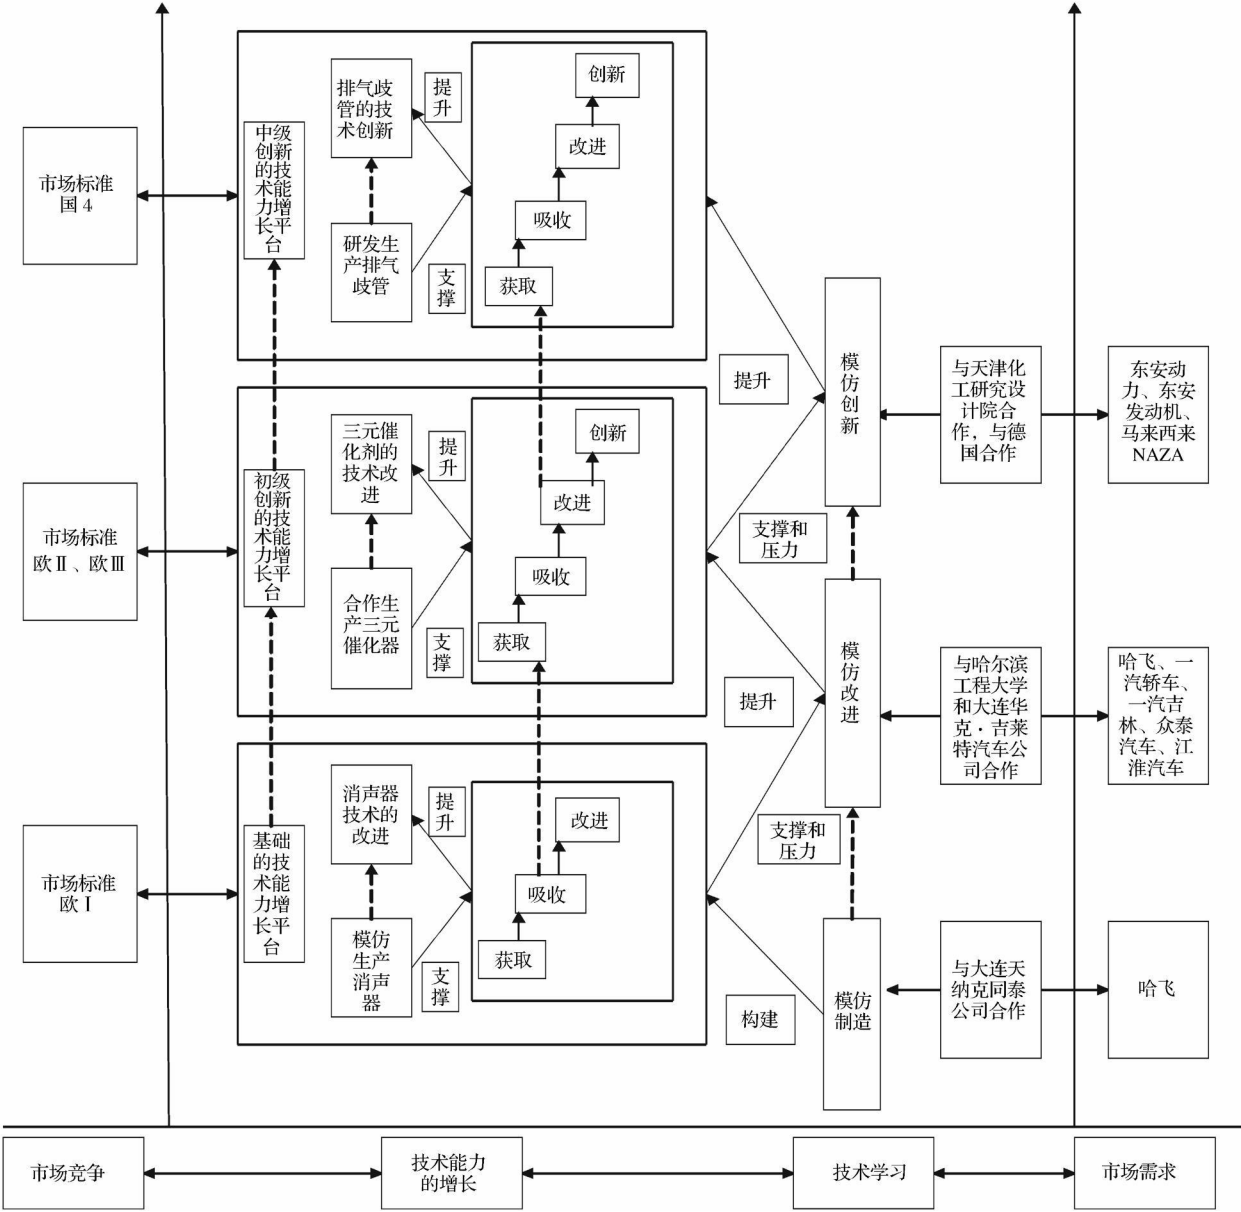 市场标准
国4
中级
创新
的技
术能
力增
长平
台
排气歧
管的技
术创新
提
升
研发生
产排气
歧管
支
撑
创新
改进
吸收
获取
市场标准
欧Ⅱ、欧Ⅲ
初级
创新
的技
术能
力增
长平
台
三元催
化剂的
技术改
进
提
升
合作生
产三元
催化器
支
撑
创新
改进
吸收
获取
市场标准
欧Ⅰ
基础
的技
术能
力增
长平
台
消声器
技术的
改进
提
升
模仿
生产
消声
器
支
撑
改进
吸收
获取
提升
支撑和
压力
提升
支撑和
压力
构建
模
仿
创
新
模
仿
改
进
模仿
制造
与天津化
工研究设
计院合
作，与德
国合作
东安动
力、东安
发动机、
马来西来
NAZA
与哈尔滨
工程大学
和大连华
克·吉莱
特汽车公
司合作
哈飞、一
汽轿车、
一汽吉
林、众泰
汽车、江
淮汽车
与大连天
纳克同泰
公司合作
哈飞
市场竞争
技术能力
的增长
技术学习
市场需求